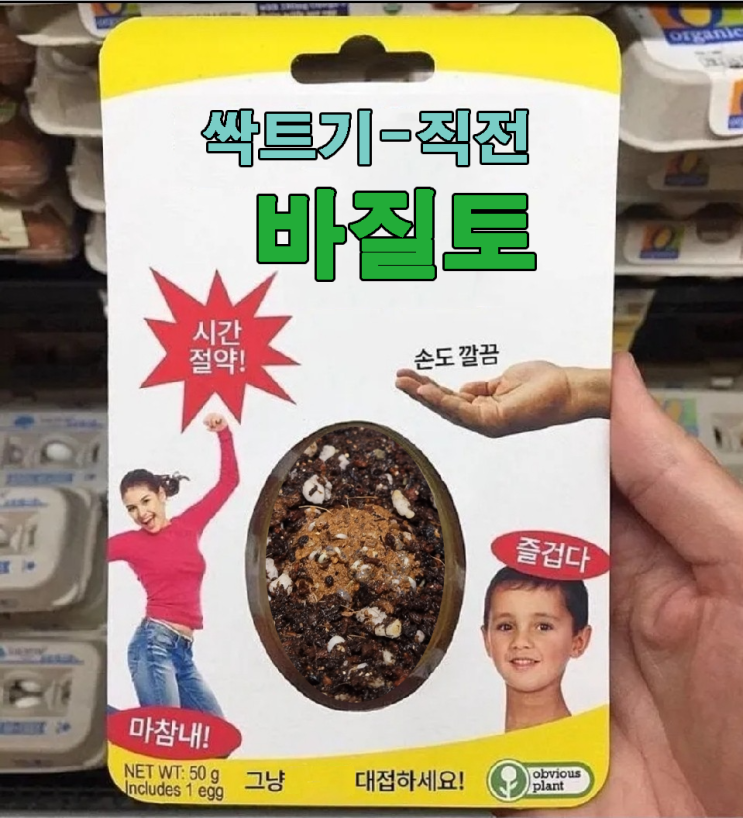 organic
싹트기-직전
바질토
시간
절약!
손도 깔끔
즐겁다
마참내!
NET WT: 50 g
Includes 1 egg
그냥 대접하세요!
obvious
plant